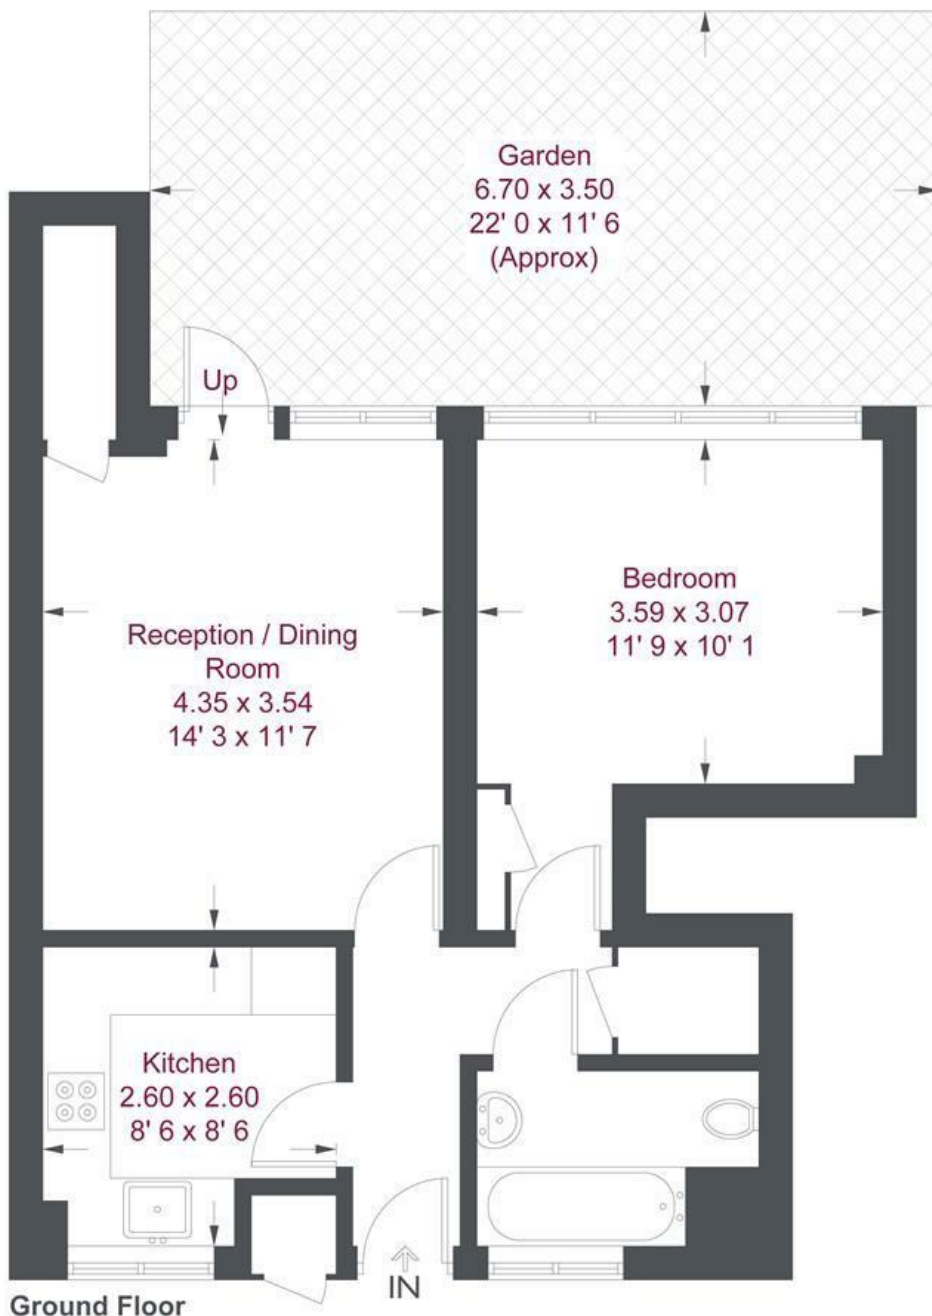 Garden
6.70 x 3.50
22' 0 x 11' 6
(Approx)
Up
Bedroom
3.59 x 3.07
11' 9 x 10' 1
Reception / Dining
Room
4.35 x 3.54
14' 3 x 11' 7
Kitchen
2.60 x 2.60
8' 6 x 8' 6
IN
Ground Floor